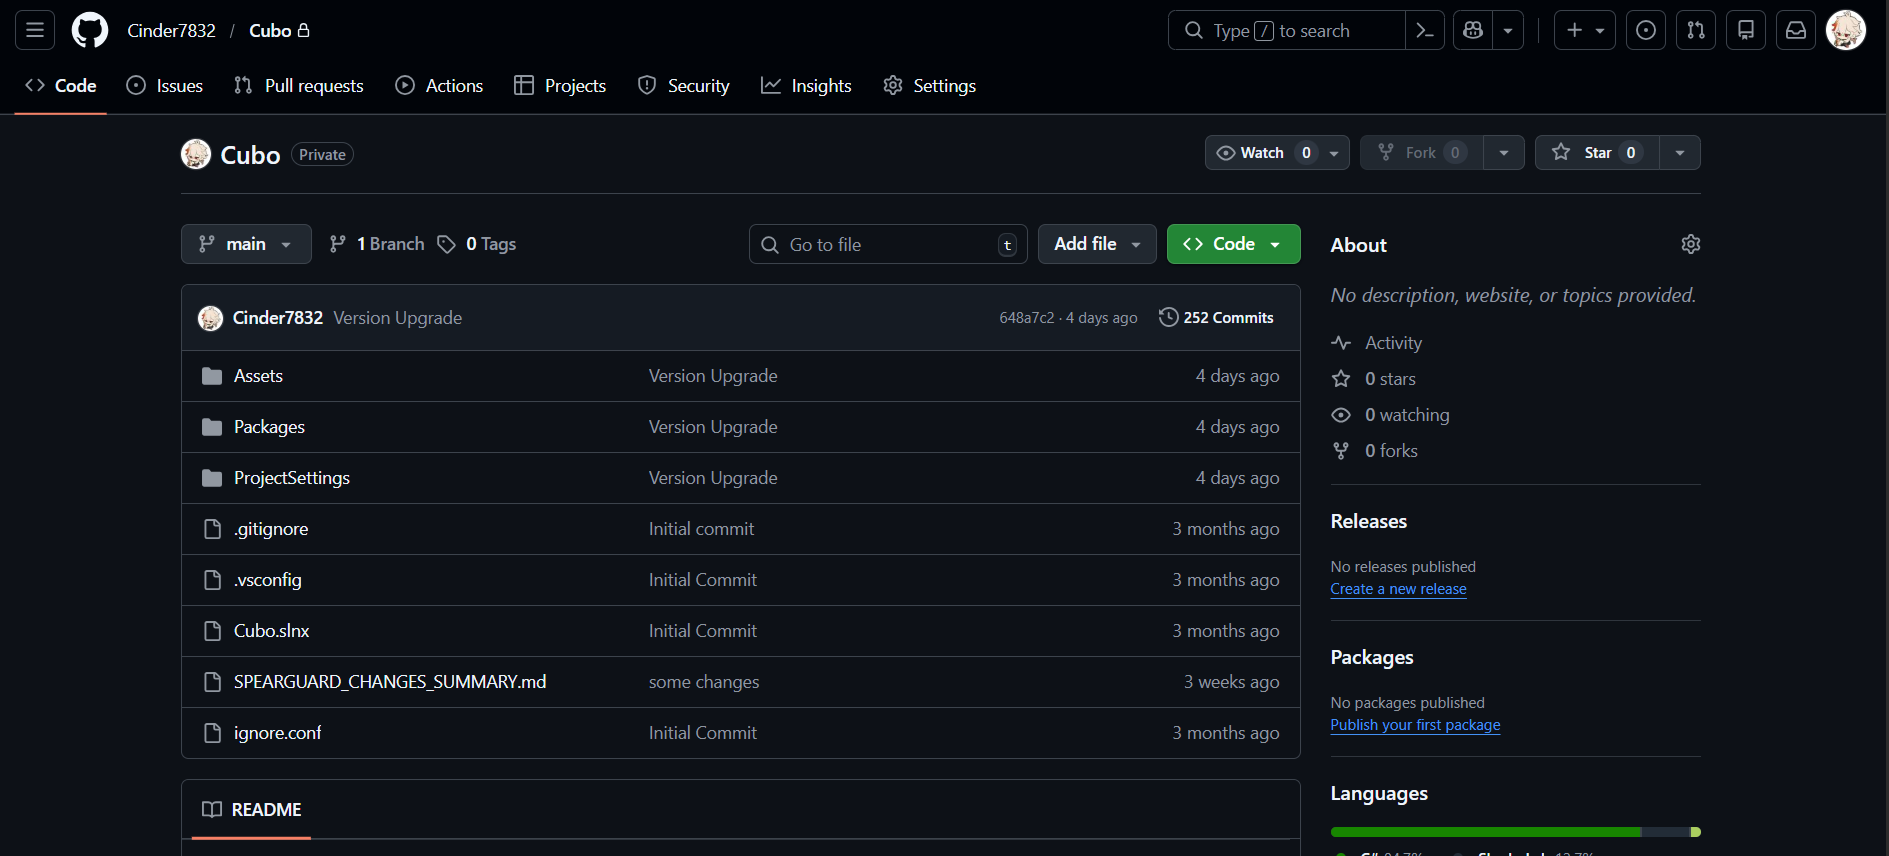 Cinder7832 / Cubo
Type / to search
Code Issues Pull requests Actions Projects Security Insights Settings
Cubo Private
Watch 0 Fork 0 Star 0
main 1 Branch 0 Tags
Go to file t Add file Code
Cinder7832 Version Upgrade 648a7c2 · 4 days ago 252 Commits
Assets Version Upgrade 4 days ago
Packages Version Upgrade 4 days ago
ProjectSettings Version Upgrade 4 days ago
.gitignore Initial commit 3 months ago
.vsconfig Initial Commit 3 months ago
Cubo.slnx Initial Commit 3 months ago
SPEARGUARD_CHANGES_SUMMARY.md some changes 3 weeks ago
ignore.conf Initial Commit 3 months ago
README
About
No description, website, or topics provided.
Activity
0 stars
0 watching
0 forks
Releases
No releases published
Create a new release
Packages
No packages published
Publish your first package
Languages